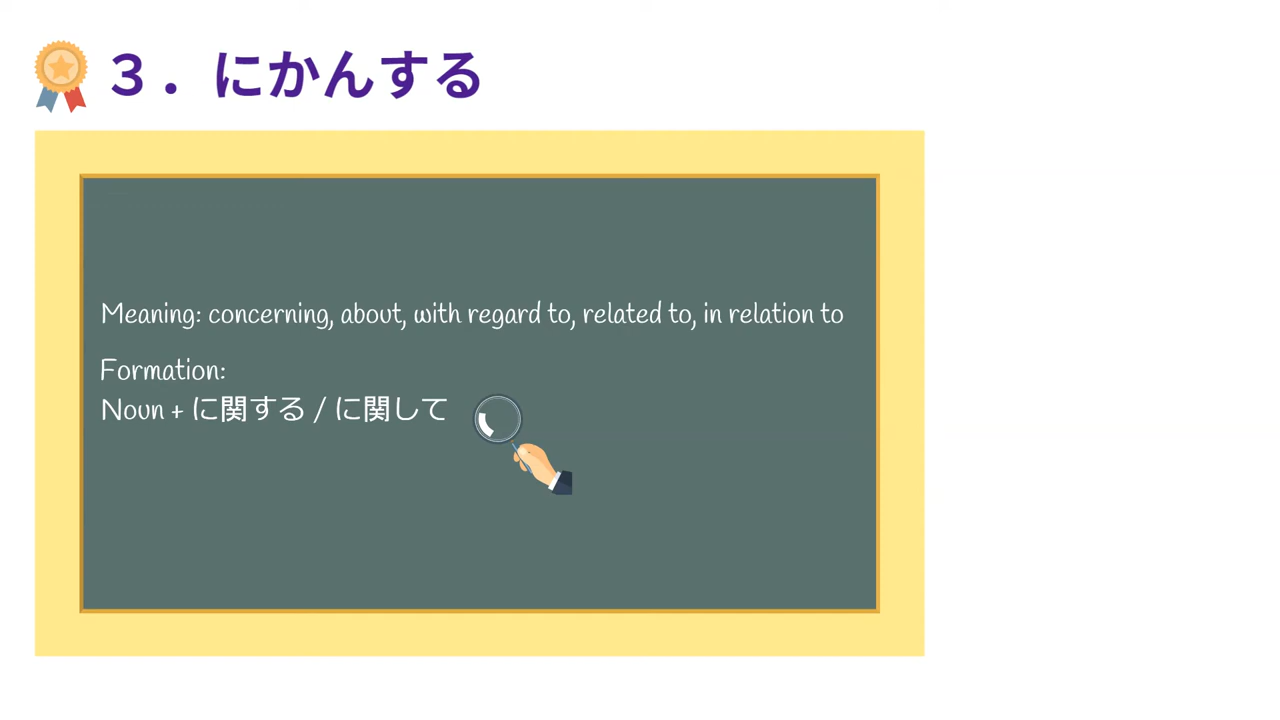 ３．にかんする
Meaning: concerning, about, with regard to, related to, in relation to
Formation:
Noun + に関する / に関して